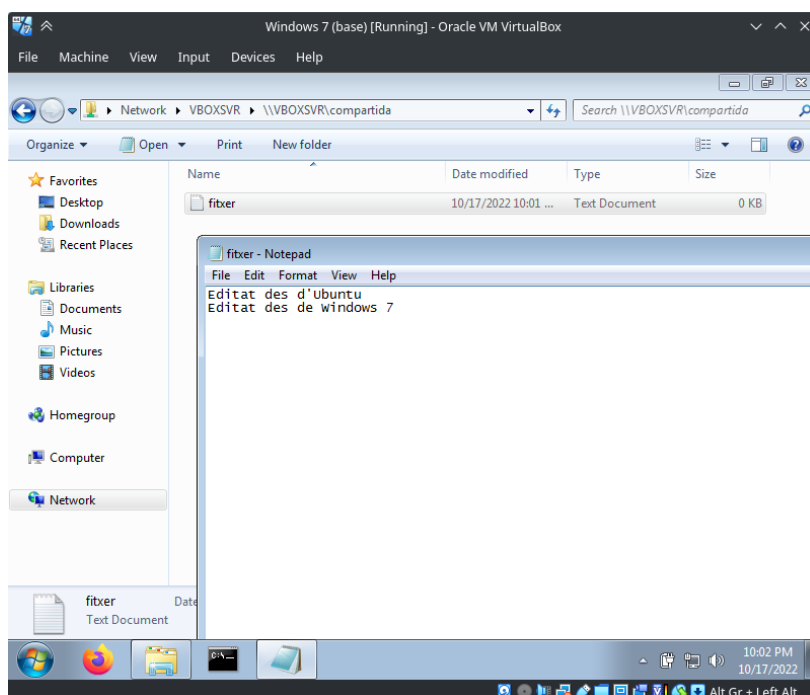 Windows 7 (base) [Running] - Oracle VM VirtualBox
File Machine View Input Devices Help
Network VBOXSVR \\VBOXSVR\compartida Search \\VBOXSVR\compartida
Organize Open Print New folder
Name Date modified Type Size
Favorites
Desktop
Downloads
Recent Places
Libraries
Documents
Music
Pictures
Videos
Homegroup
Computer
Network
fitxer 10/17/2022 10:01 ... Text Document 0 KB
fitxer - Notepad
File Edit Format View Help
Editat des d'Ubuntu
Editat des de Windows 7
fitxer Date
Text Document
C:\
10:02 PM
10/17/2022
Alt Gr + Left Alt